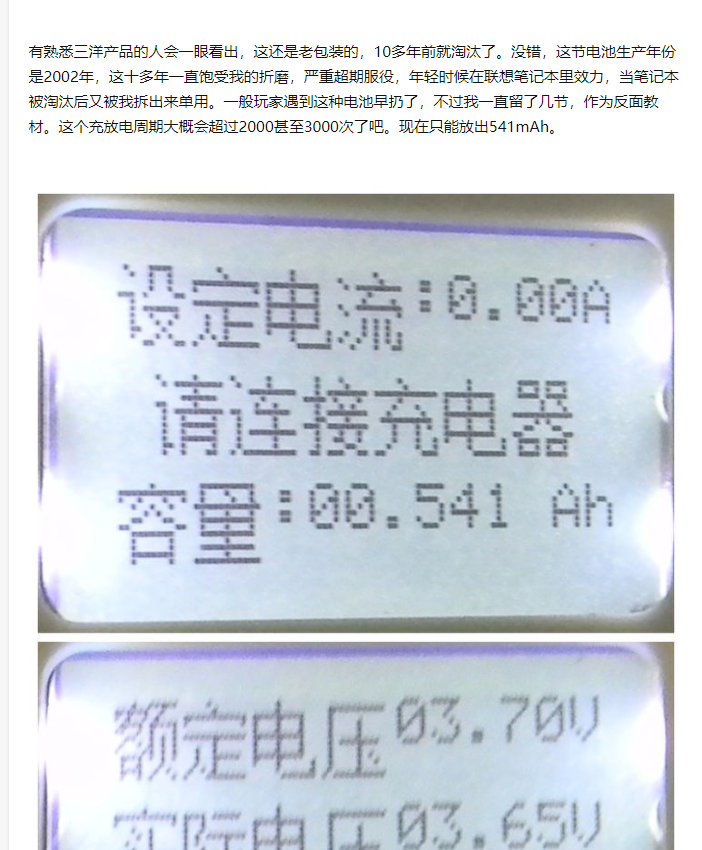 有熟悉三洋产品的人会一眼看出，这还是老包装的，10多年前就淘汰了。没错，这节电池生产年份
是2002年，这十多年一直饱受我的折磨，严重超期服役，年轻时候在联想笔记本里效力，当笔记本
被淘汰后又被我拆出来单用。一般玩家遇到这种电池早扔了，不过我一直留了几节，作为反面教
材。这个充放电周期大概会超过2000甚至3000次了吧。现在只能放出541mAh。
设定电流:0.00A
请连接充电器
容量:00.541 Ah
额定电压03.70V
实际电压03.65V